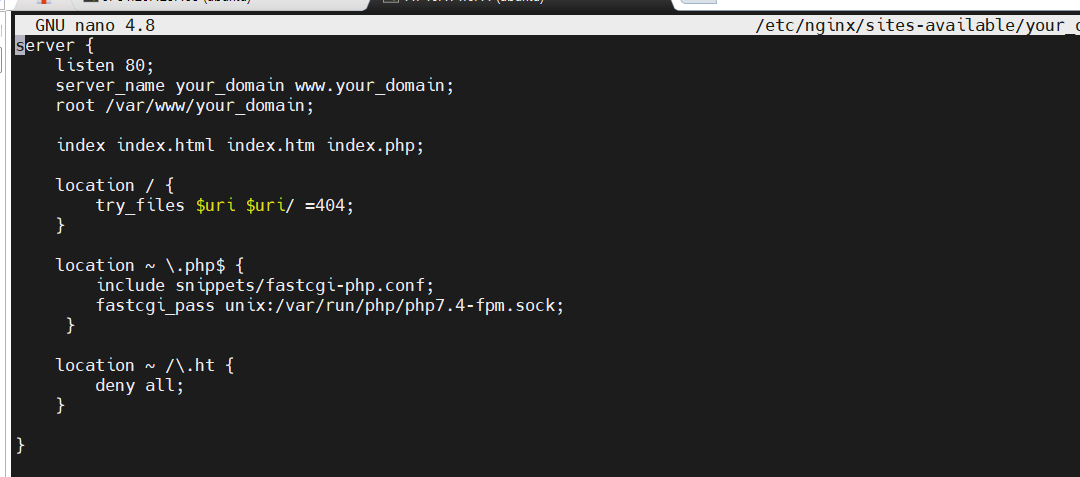 GNU nano 4.8 /etc/nginx/sites-available/your_
server {
    listen 80;
    server_name your_domain www.your_domain;
    root /var/www/your_domain;

    index index.html index.htm index.php;

    location / {
        try_files $uri $uri/ =404;
    }

    location ~ \.php$ {
        include snippets/fastcgi-php.conf;
        fastcgi_pass unix:/var/run/php/php7.4-fpm.sock;
     }

    location ~ /\.ht {
        deny all;
    }

}